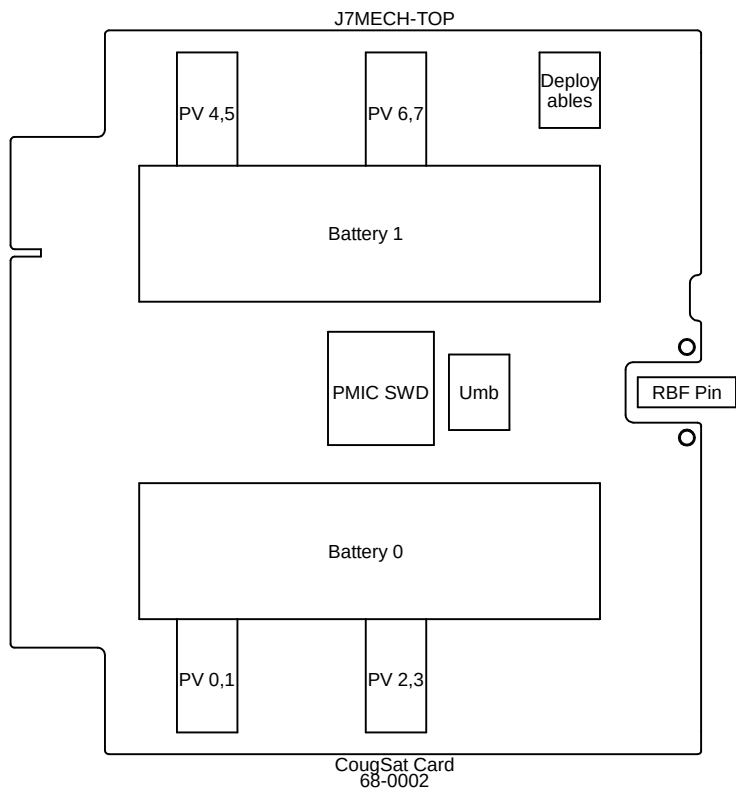 J7MECH-TOP
PV 4,5
PV 6,7
Deploy
ables
Battery 1
PMIC SWD
Umb
RBF Pin
Battery 0
PV 0,1
PV 2,3
CougSat Card
68-0002